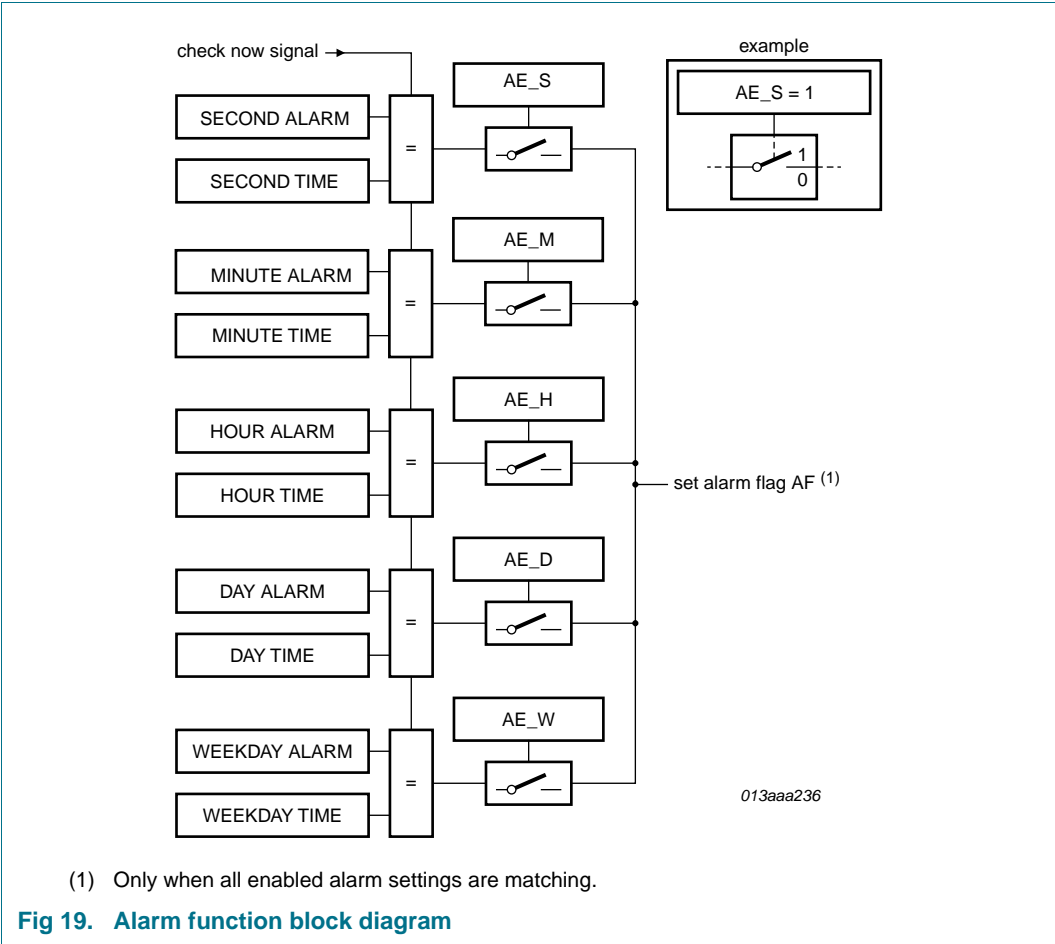 check now signal
example
AE_S
AE_S = 1
SECOND ALARM
=
1
0
SECOND TIME
AE_M
MINUTE ALARM
=
MINUTE TIME
AE_H
HOUR ALARM
=
set alarm flag AF (1)
HOUR TIME
AE_D
DAY ALARM
=
DAY TIME
AE_W
WEEKDAY ALARM
=
WEEKDAY TIME
013aaa236
(1) Only when all enabled alarm settings are matching.
Fig 19. Alarm function block diagram